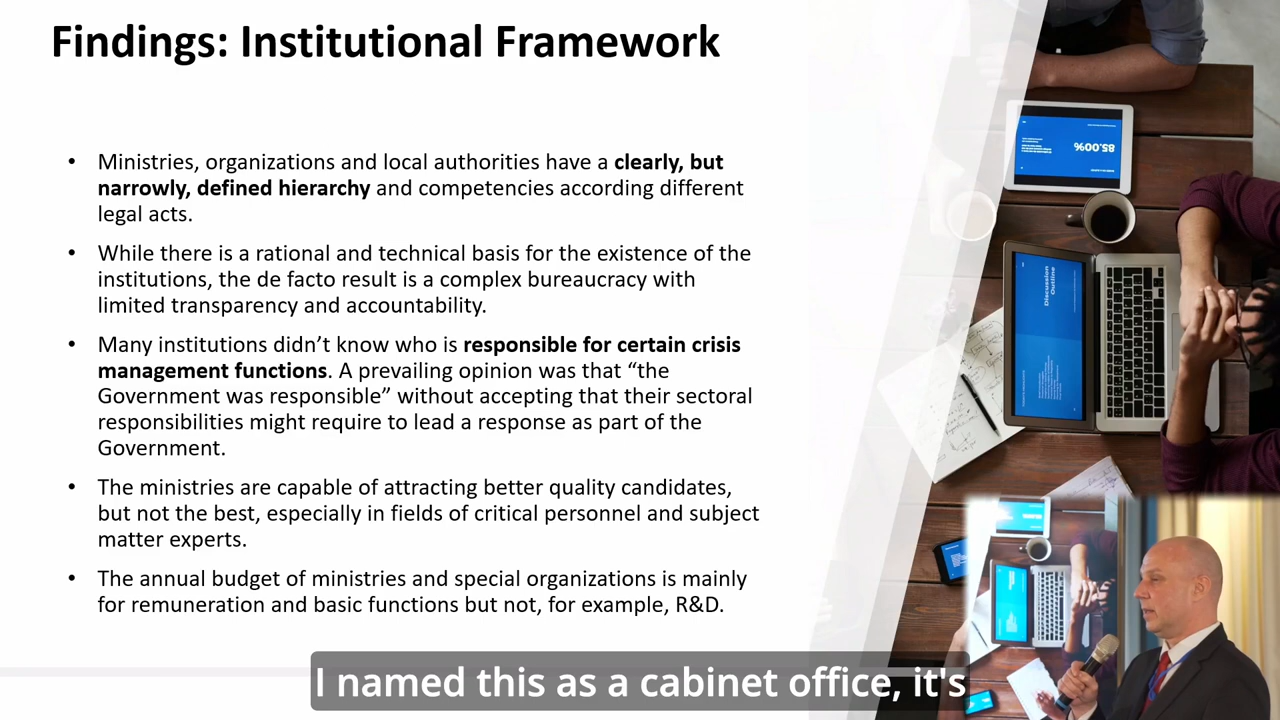 Findings: Institutional Framework
• Ministries, organizations and local authorities have a clearly, but
narrowly, defined hierarchy and competencies according different
legal acts.
• While there is a rational and technical basis for the existence of the
institutions, the de facto result is a complex bureaucracy with
limited transparency and accountability.
• Many institutions didn’t know who is responsible for certain crisis
management functions. A prevailing opinion was that “the
Government was responsible” without accepting that their sectoral
responsibilities might require to lead a response as part of the
Government.
• The ministries are capable of attracting better quality candidates,
but not the best, especially in fields of critical personnel and subject
matter experts.
• The annual budget of ministries and special organizations is mainly
for remuneration and basic functions but not, for example, R&D.
85.00%
Discussion
Outline
I named this as a cabinet office, it's